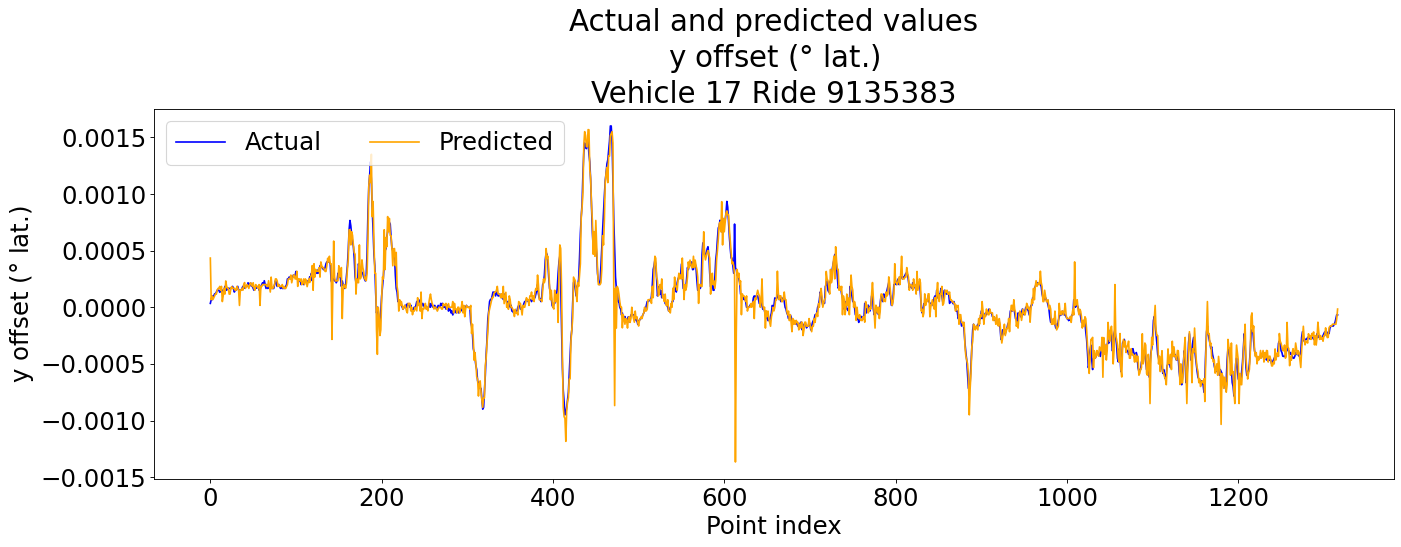 Actual and predicted values
y offset (° lat.)
Vehicle 17 Ride 9135383
Actual
Predicted
y offset (° lat.)
0.0015
0.0010
0.0005
0.0000
−0.0005
−0.0010
−0.0015
0 200 400 600 800 1000 1200
Point index